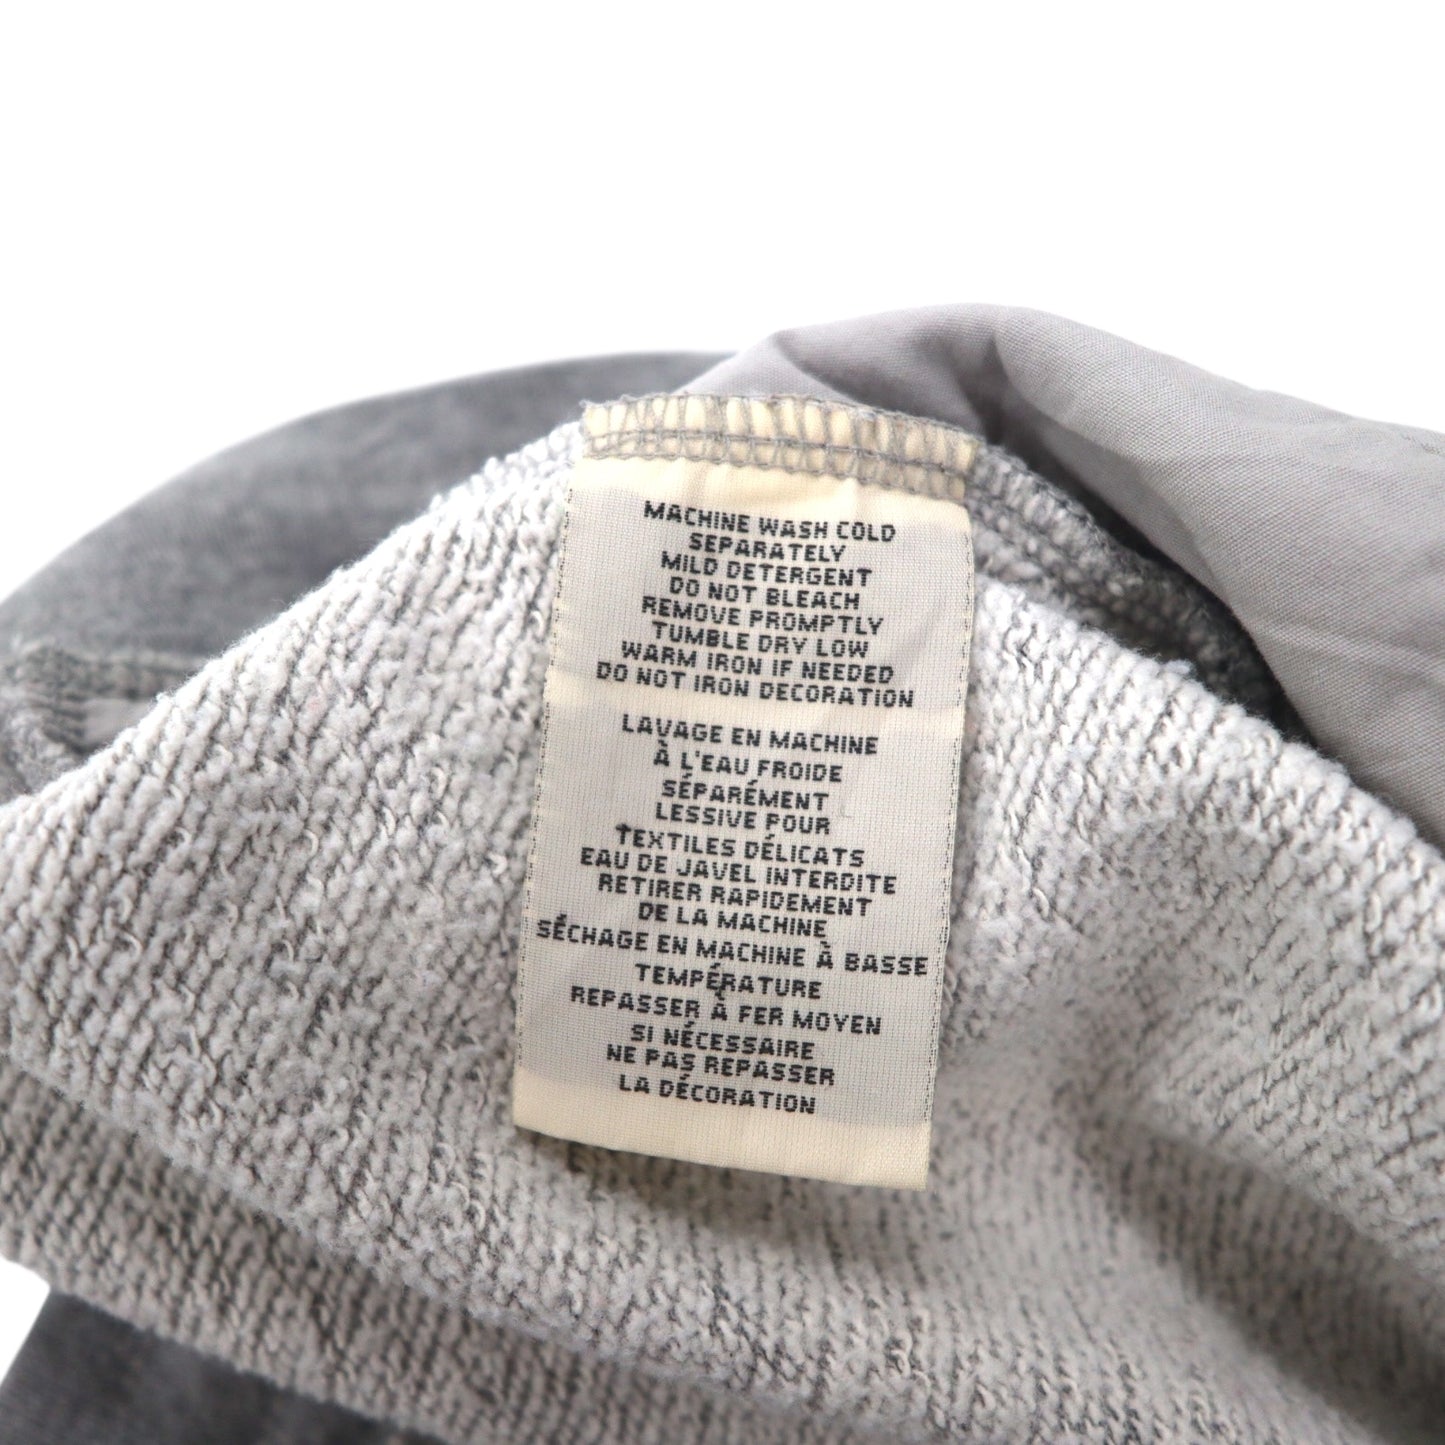 MACHINE WASH COLD
SEPARATELY
MILD DETERGENT
DO NOT BLEACH
REMOVE PROMPTLY
TUMBLE DRY LOW
WARM IRON IF NEEDED
DO NOT IRON DECORATION
LAVAGE EN MACHINE
À L'EAU FROIDE
SÉPARÉMENT
LESSIVE POUR
TEXTILES DÉLICATS
EAU DE JAVEL INTERDITE
RETIRER RAPIDEMENT
DE LA MACHINE
SÉCHAGE EN MACHINE À BASSE
TEMPÉRATURE
REPASSER À FER MOYEN
SI NÉCESSAIRE
NE PAS REPASSER
LA DÉCORATION